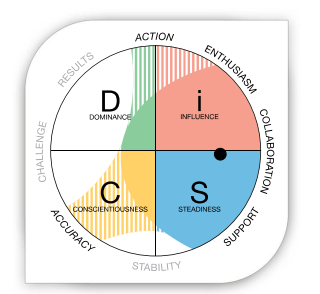 ACTION
RESULTS
ENTHUSIASM
D
DOMINANCE
i
INFLUENCE
CHALLENGE
COLLABORATION
C
CONSCIENTIOUSNESS
S
STEADINESS
ACCURACY
SUPPORT
STABILITY